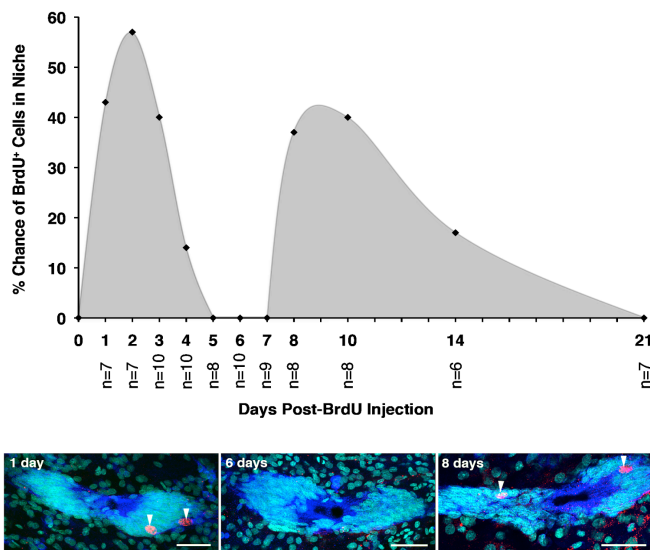 % Chance of BrdU⁺ Cells in Niche
60
50
40
30
20
10
0
0 1 2 3 4 5 6 7 8 10 14 21
n=7 n=7 n=10 n=10 n=8 n=10 n=9 n=8 n=8 n=6 n=7
Days Post-BrdU Injection
1 day 6 days 8 days